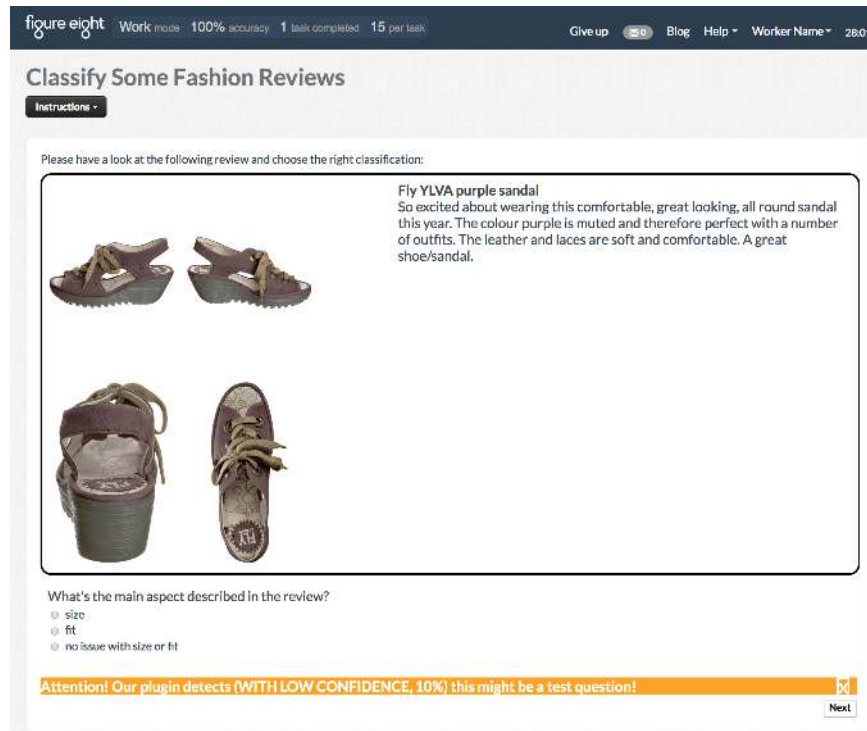 figure eight Work mode 100% accuracy 1 task completed 15 per task Give up 0 Blog Help Worker Name 28:0
Classify Some Fashion Reviews
Instructions
Please have a look at the following review and choose the right classification:
Fly YLVA purple sandal
So excited about wearing this comfortable, great looking, all round sandal
this year. The colour purple is muted and therefore perfect with a number
of outfits. The leather and laces are soft and comfortable. A great
shoe/sandal.
FLY
FLY
What's the main aspect described in the review?
size
fit
no issue with size or fit
Attention! Our plugin detects (WITH LOW CONFIDENCE, 10%) this might be a test question! X
Next